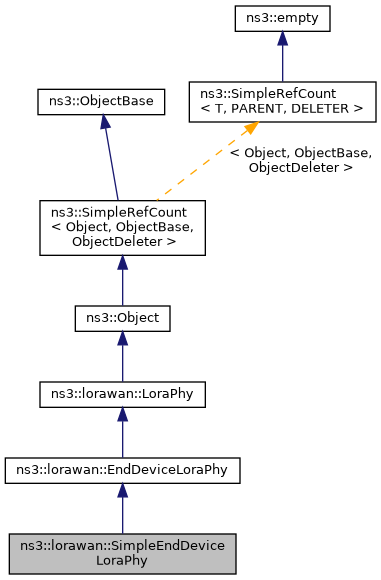 ns3::empty
ns3::SimpleRefCount
< T, PARENT, DELETER >
ns3::ObjectBase
< Object, ObjectBase,
ObjectDeleter >
ns3::SimpleRefCount
< Object, ObjectBase,
ObjectDeleter >
ns3::Object
ns3::lorawan::LoraPhy
ns3::lorawan::EndDeviceLoraPhy
ns3::lorawan::SimpleEndDevice
LoraPhy